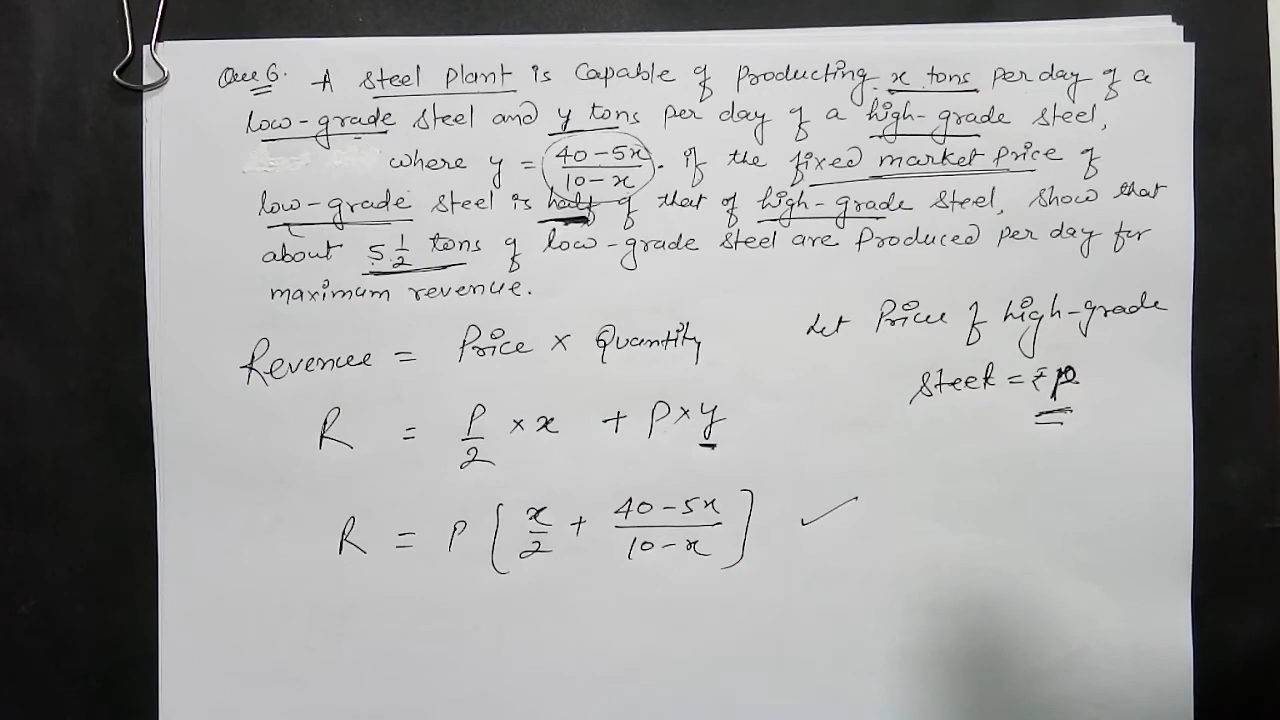 Que 6. A steel plant is capable of producting x tons per day of a
low-grade steel and y tons per day of a high-grade steel,
where y = (40-5x)/(10-x). if the fixed market price of
low-grade steel is half of that of high-grade steel, show that
about 5 1/2 tons of low-grade steel are produced per day for
maximum revenue.
Revenue = Price × Quantity
Let Price of high-grade
steel = ₹ p
R = P/2 × x + P × y
R = P [ x/2 + (40-5x)/(10-x) ] ✓